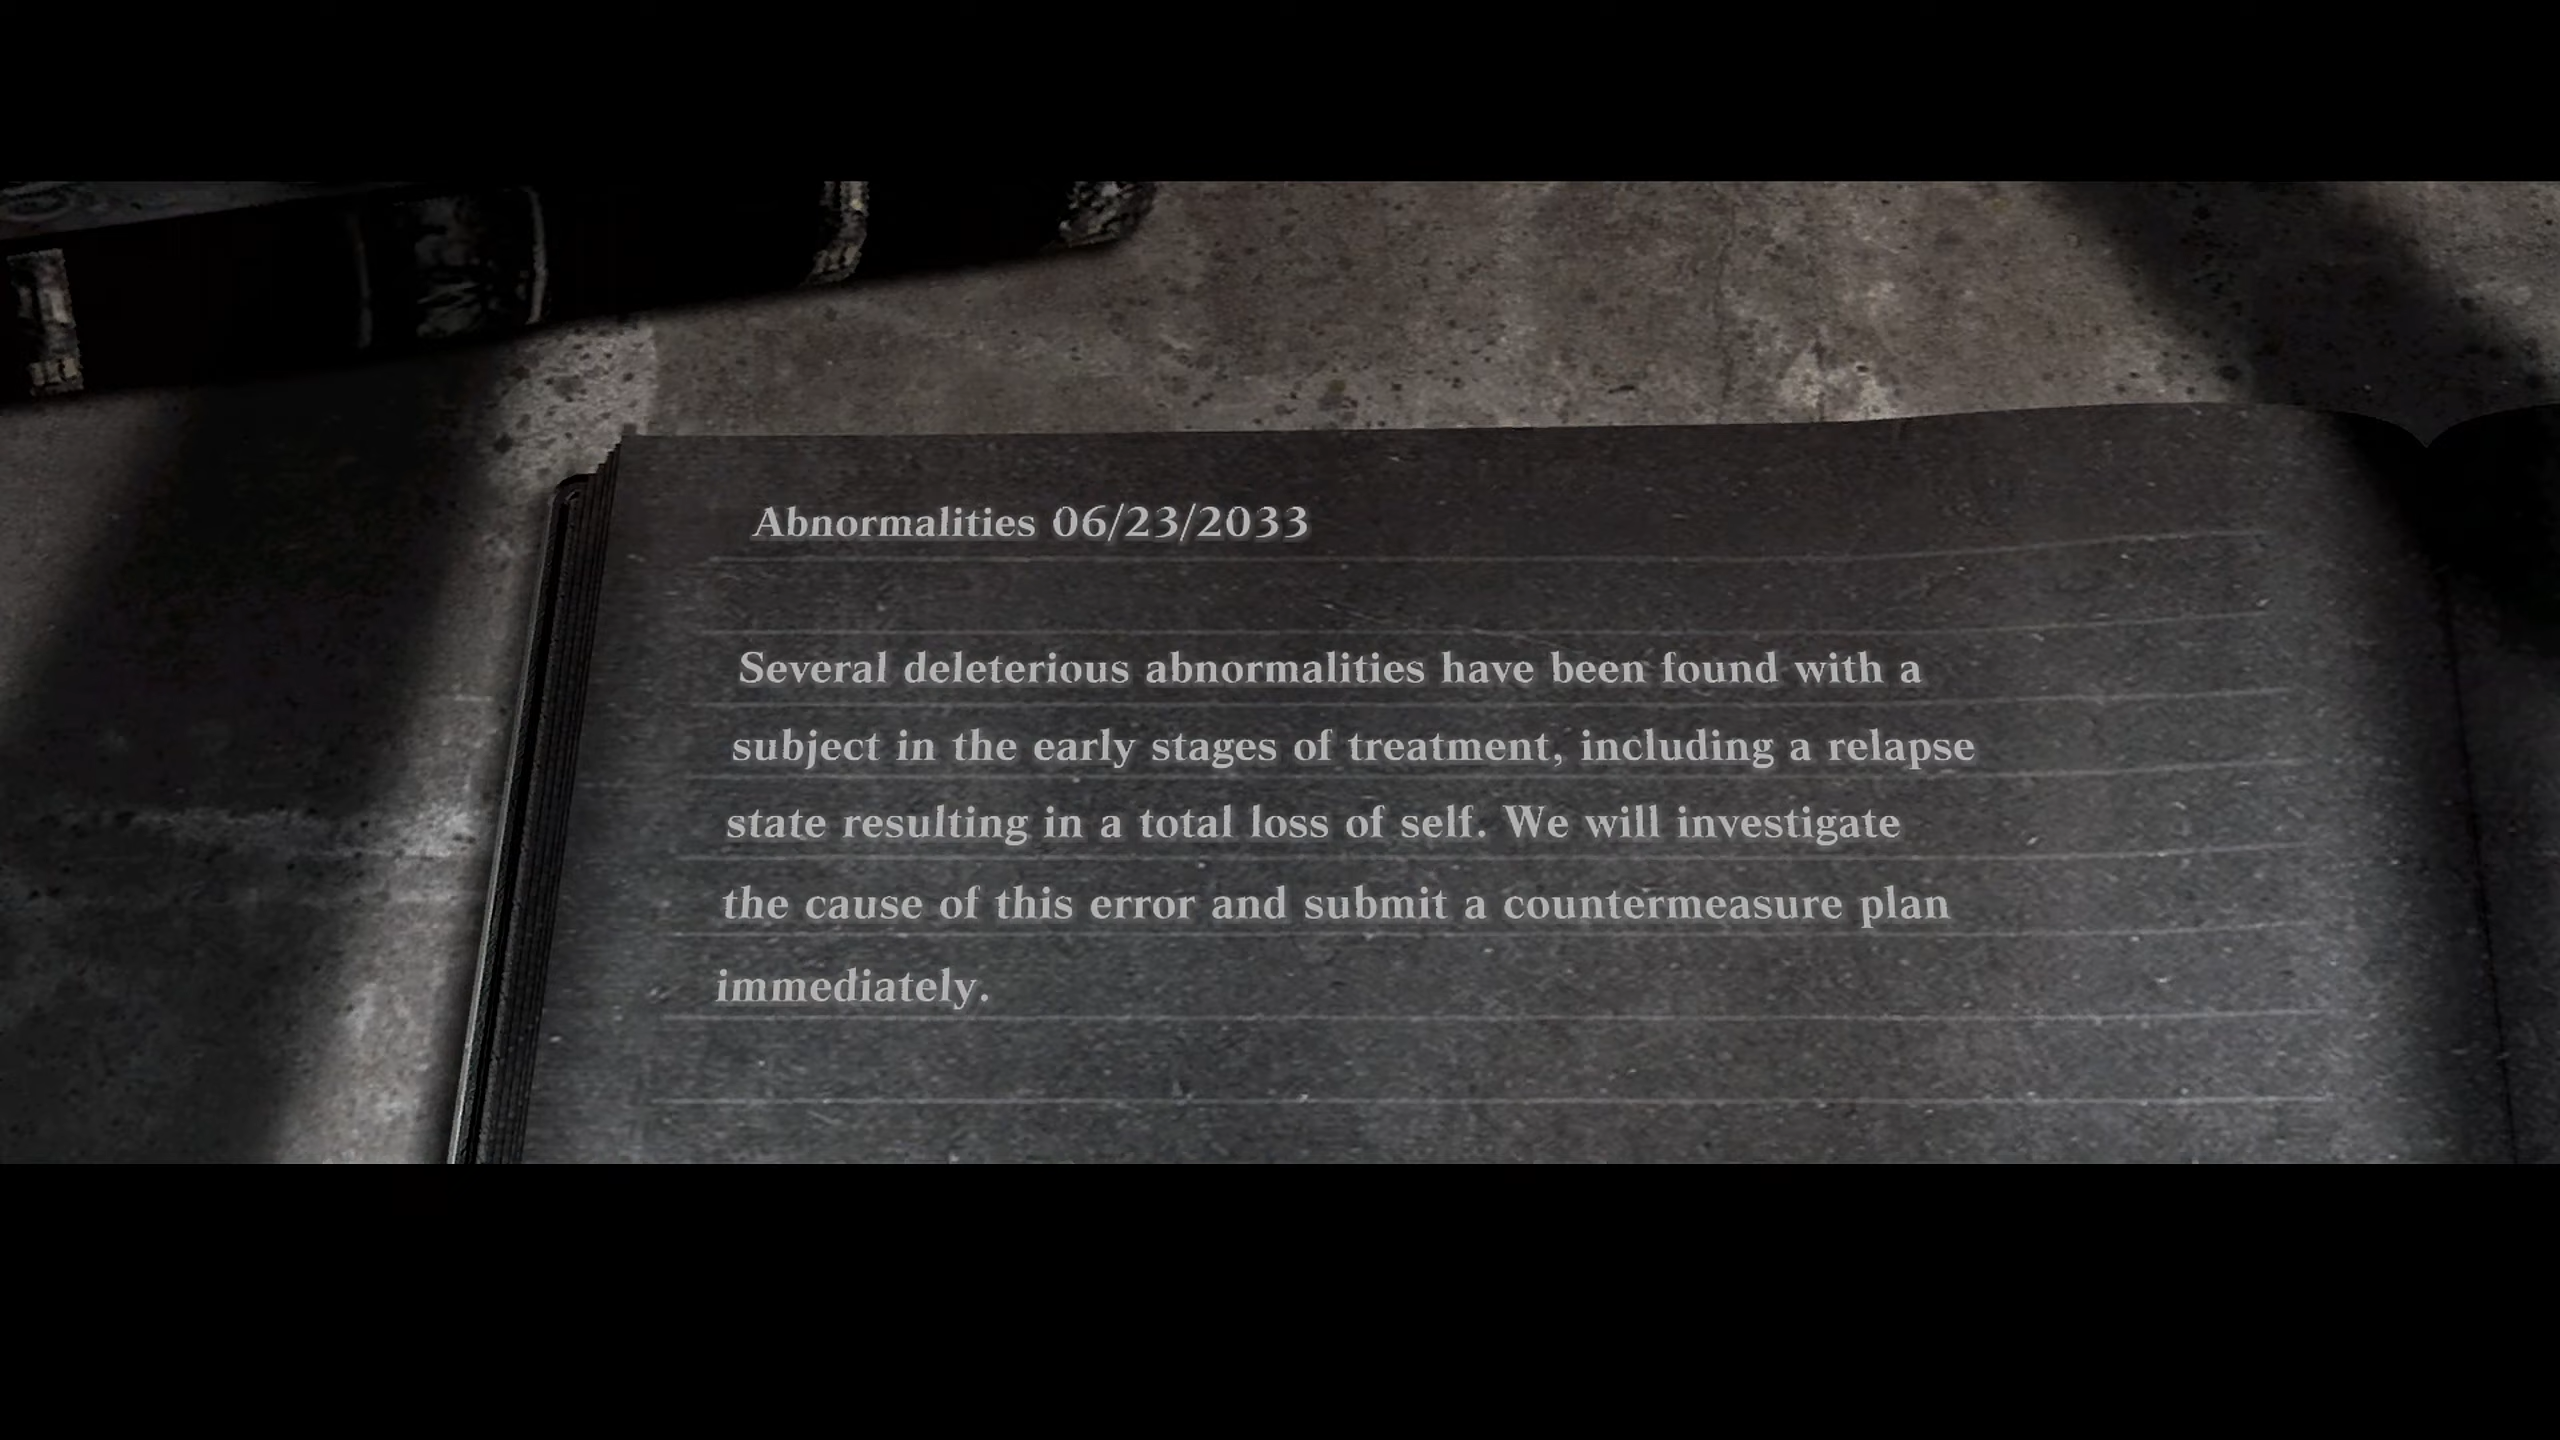 Abnormalities 06/23/2033
Several deleterious abnormalities have been found with a
subject in the early stages of treatment, including a relapse
state resulting in a total loss of self. We will investigate
the cause of this error and submit a countermeasure plan
immediately.